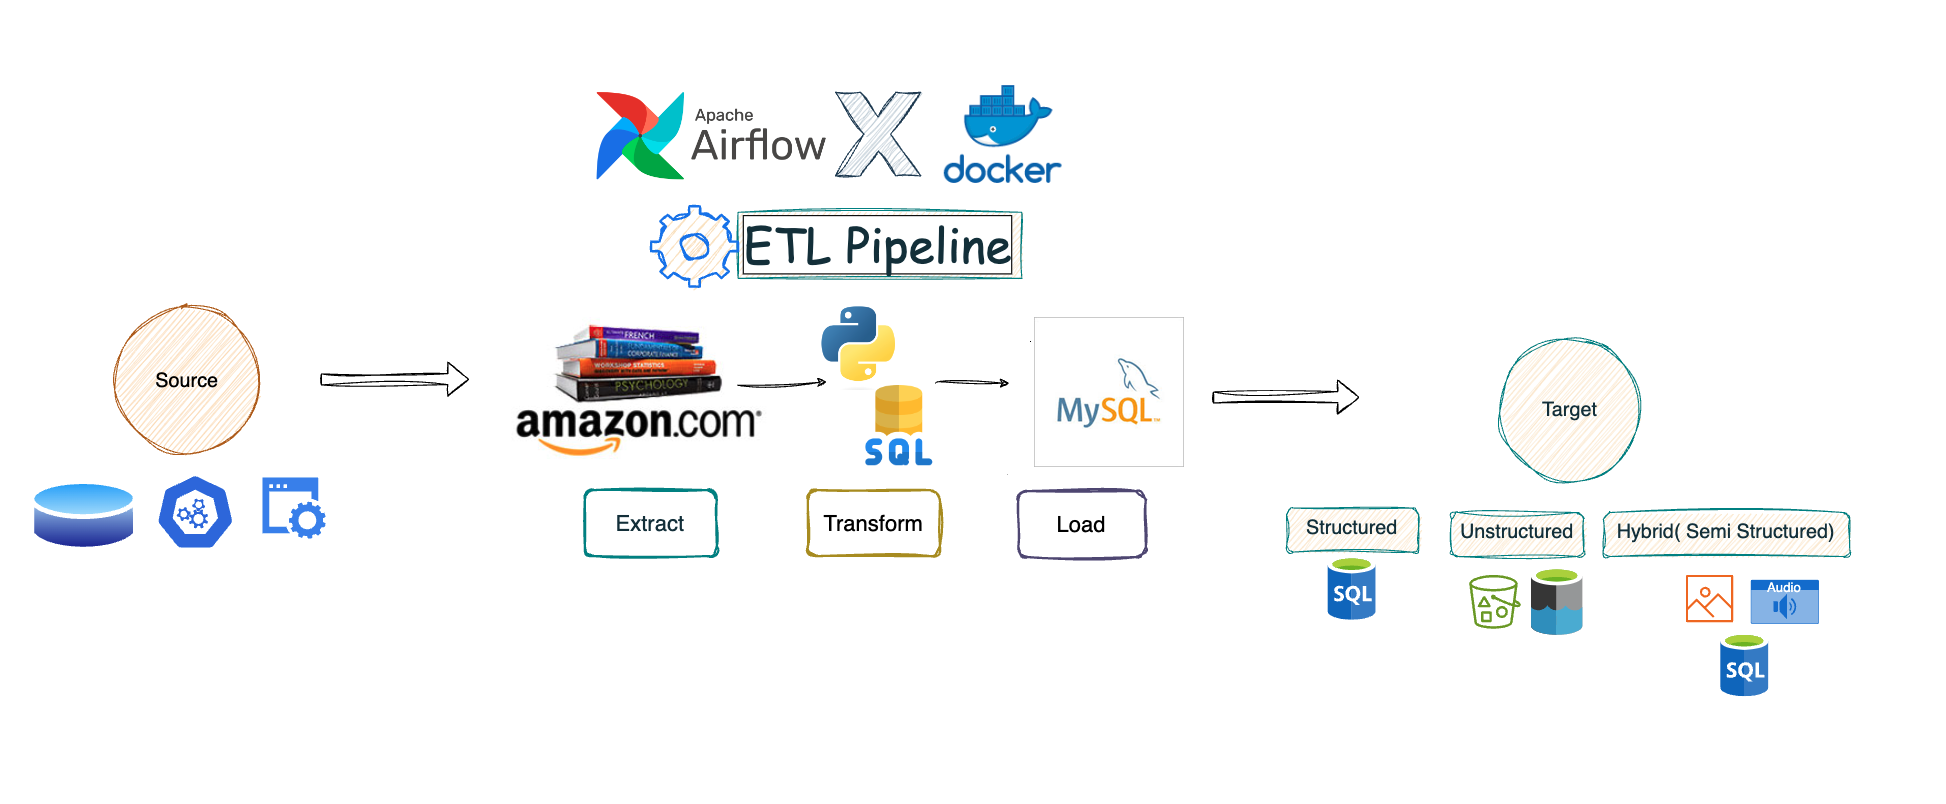 Apache
Airflow
X
docker
ETL Pipeline
Source
FRENCH
CORPORATE FINANCE
WORKSHOP STATISTICS
PSYCHOLOGY
amazon.com
SQL
MySQL
Target
Extract
Transform
Load
Structured
Unstructured
Hybrid( Semi Structured)
SQL
Audio
SQL